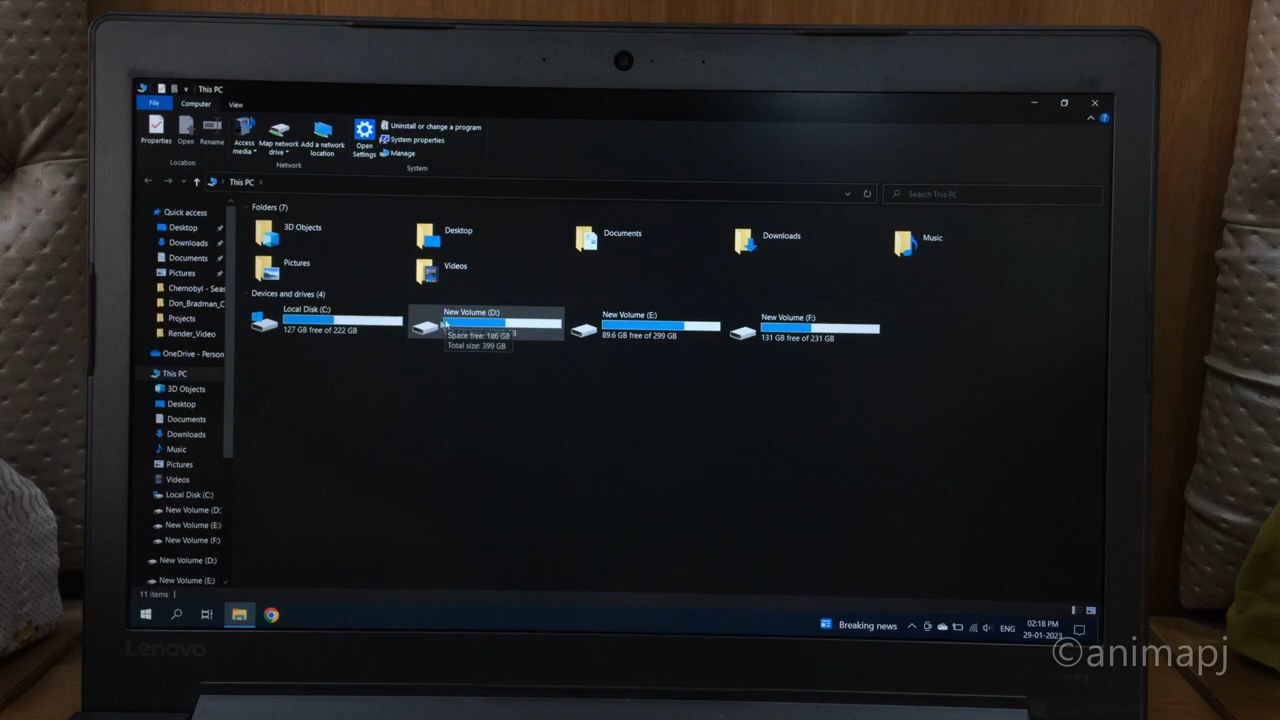 This PC
File Computer View
Properties Open Rename Access media Map network drive Add a network location Open Settings
Uninstall or change a program
System properties
Manage
Location Network System
This PC
Search This PC
Quick access
Desktop
Downloads
Documents
Pictures
Chernobyl - Seas
Don_Bradman_C
Projects
Render_Video
OneDrive - Person
This PC
3D Objects
Desktop
Documents
Downloads
Music
Pictures
Videos
Local Disk (C:)
New Volume (D:
New Volume (E:)
New Volume (F:)
New Volume (D:)
New Volume (E:)
Folders (7)
3D Objects Desktop Documents Downloads Music
Pictures Videos
Devices and drives (4)
Local Disk (C:)
127 GB free of 222 GB
New Volume (D:)
Space free: 186 GB
Total size: 399 GB
New Volume (E:)
89.6 GB free of 299 GB
New Volume (F:)
131 GB free of 231 GB
11 items
Breaking news ENG 02:18 PM
29-01-2023
Lenovo
©animapj